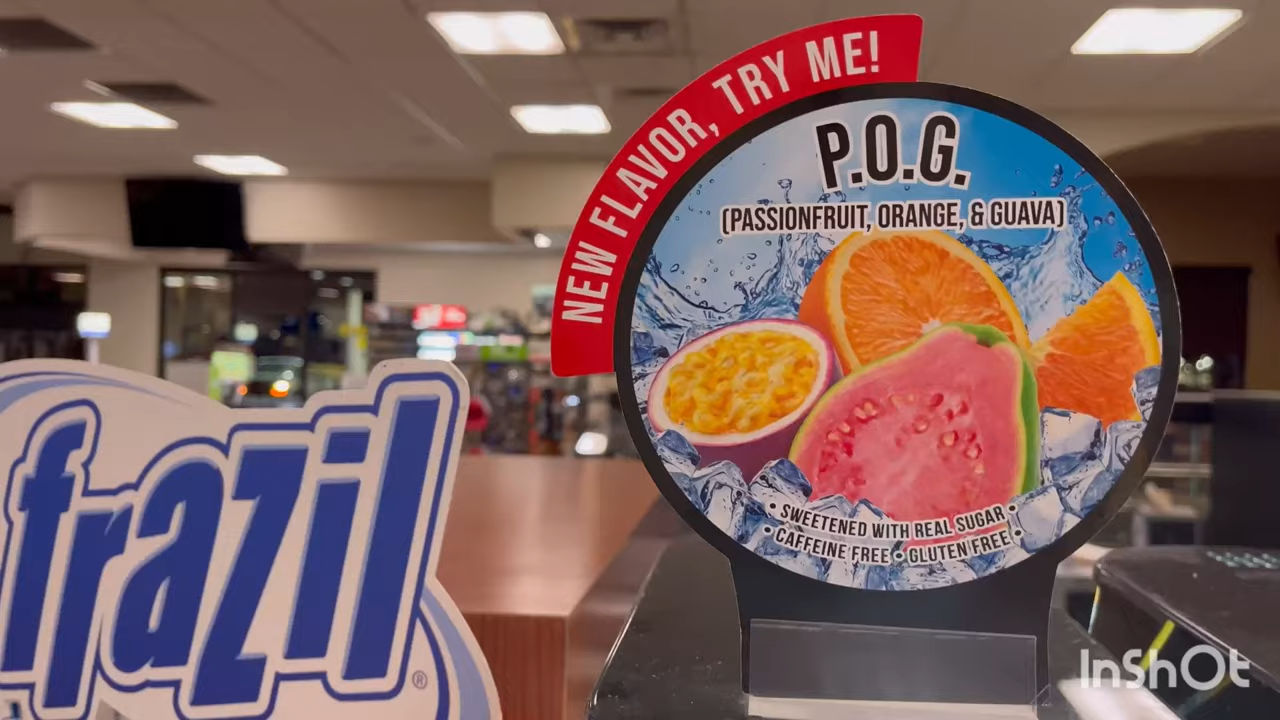 NEW FLAVOR, TRY ME!
P.O.G.
(PASSIONFRUIT, ORANGE, & GUAVA)
• SWEETENED WITH REAL SUGAR •
• CAFFEINE FREE • GLUTEN FREE •
frazil®
InShOt